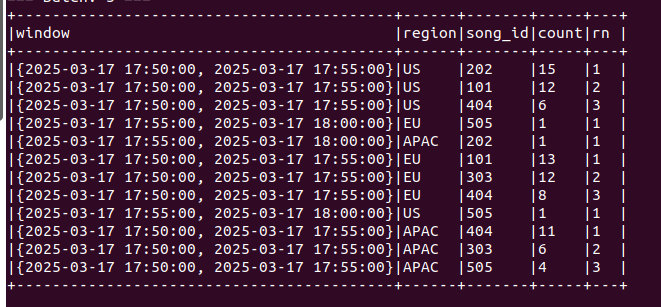 +------------------------------------------+------+-------+-----+---+
|window                                    |region|song_id|count|rn |
+------------------------------------------+------+-------+-----+---+
|{2025-03-17 17:50:00, 2025-03-17 17:55:00}|US    |202    |15   |1  |
|{2025-03-17 17:50:00, 2025-03-17 17:55:00}|US    |101    |12   |2  |
|{2025-03-17 17:50:00, 2025-03-17 17:55:00}|US    |404    |6    |3  |
|{2025-03-17 17:55:00, 2025-03-17 18:00:00}|EU    |505    |1    |1  |
|{2025-03-17 17:55:00, 2025-03-17 18:00:00}|APAC  |202    |1    |1  |
|{2025-03-17 17:50:00, 2025-03-17 17:55:00}|EU    |101    |13   |1  |
|{2025-03-17 17:50:00, 2025-03-17 17:55:00}|EU    |303    |12   |2  |
|{2025-03-17 17:50:00, 2025-03-17 17:55:00}|EU    |404    |8    |3  |
|{2025-03-17 17:55:00, 2025-03-17 18:00:00}|US    |505    |1    |1  |
|{2025-03-17 17:50:00, 2025-03-17 17:55:00}|APAC  |404    |11   |1  |
|{2025-03-17 17:50:00, 2025-03-17 17:55:00}|APAC  |303    |6    |2  |
|{2025-03-17 17:50:00, 2025-03-17 17:55:00}|APAC  |505    |4    |3  |
+------------------------------------------+------+-------+-----+---+